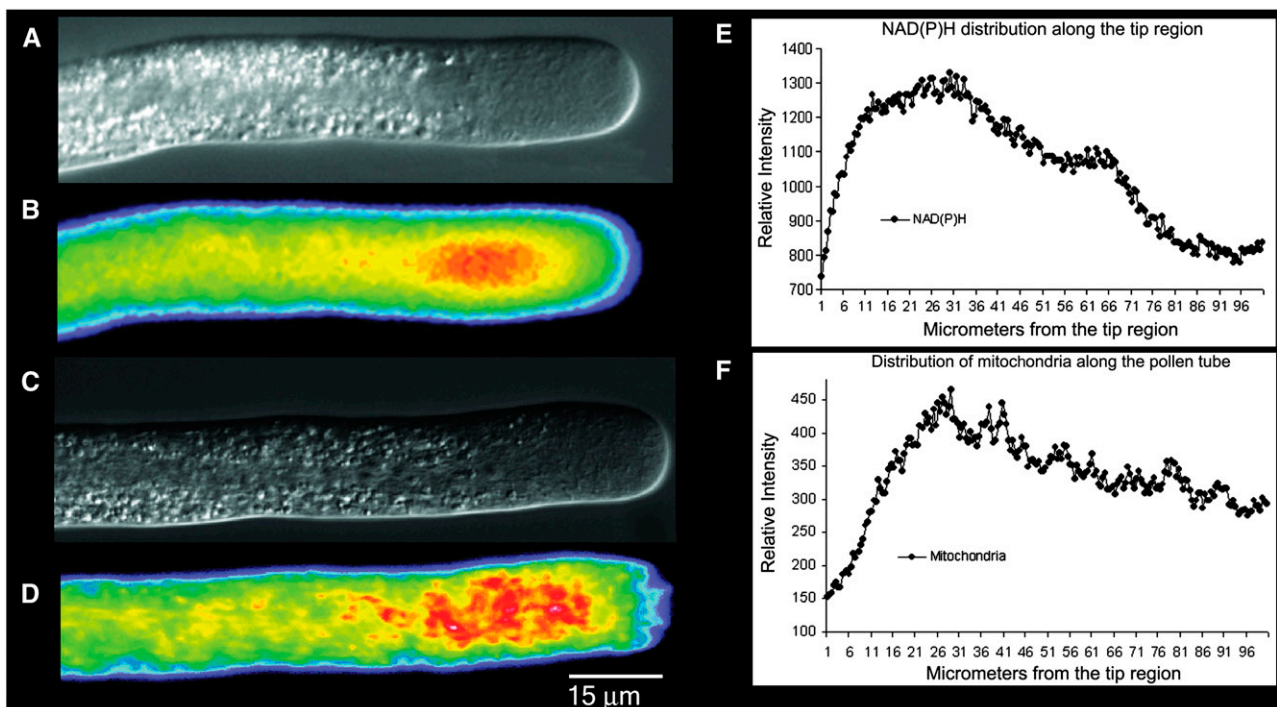 A
B
C
D
15 µm
E
NAD(P)H distribution along the tip region
1400
1300
1200
1100
1000
900
800
700
Relative Intensity
NAD(P)H
1 6 11 16 21 26 31 36 41 46 51 56 61 66 71 76 81 86 91 96
Micrometers from the tip region
F
Distribution of mitochondria along the pollen tube
450
400
350
300
250
200
150
100
Relative Intensity
Mitochondria
1 6 11 16 21 26 31 36 41 46 51 56 61 66 71 76 81 86 91 96
Micrometers from the tip region